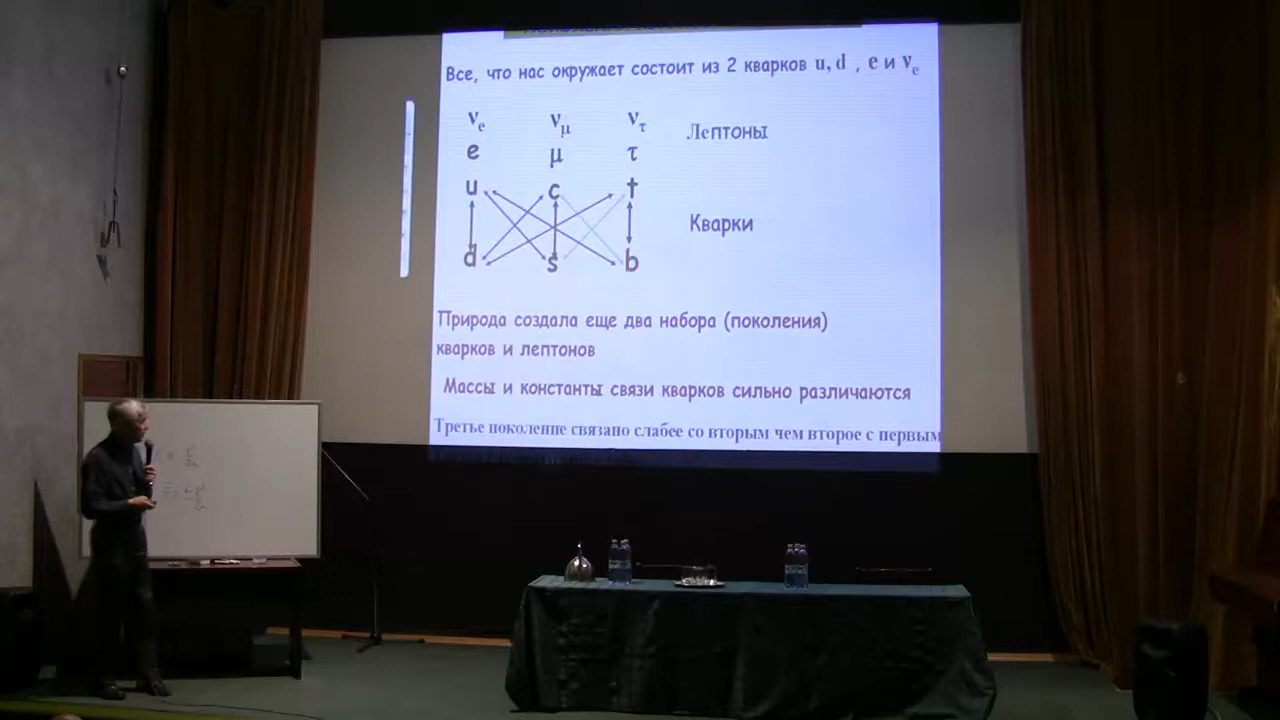 Все, что нас окружает состоит из 2 кварков u, d , e и νe
νe νμ ντ Лептоны
e μ τ
u c t
Кварки
d s b
Природа создала еще два набора (поколения)
кварков и лептонов
Массы и константы связи кварков сильно различаются
Третье поколение связано слабее со вторым чем второе с первым